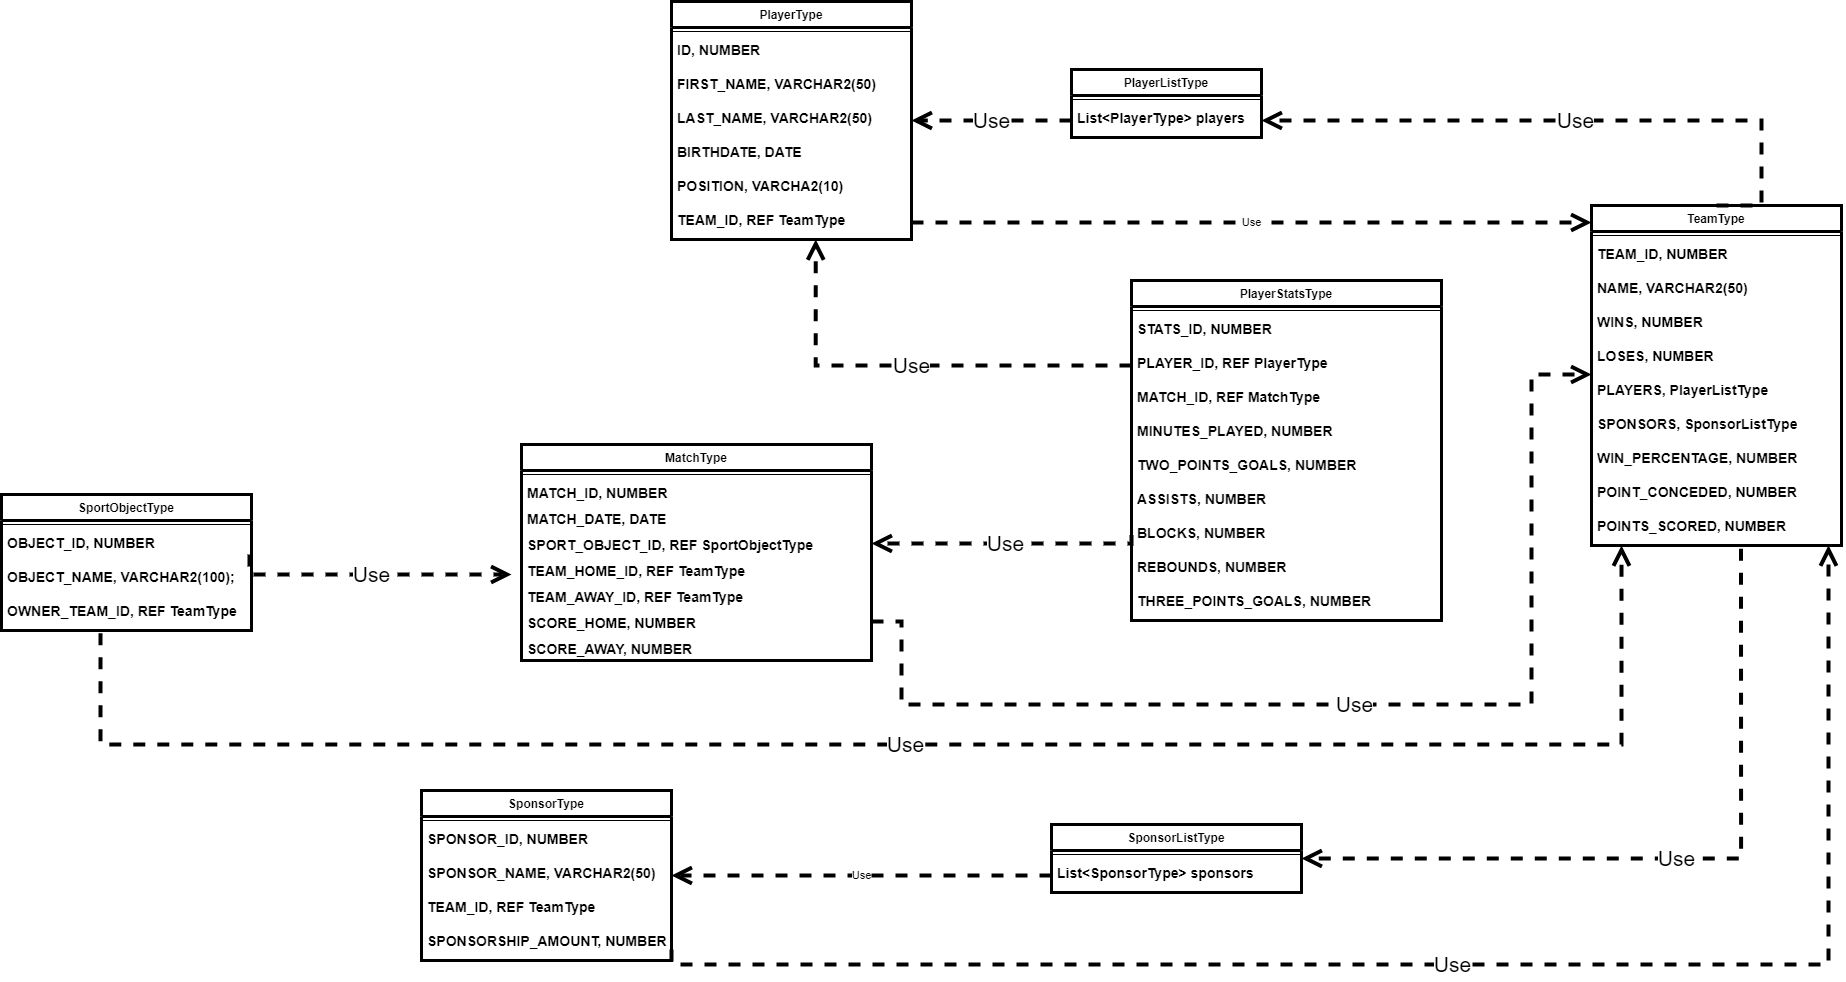 PlayerType
ID, NUMBER
FIRST_NAME, VARCHAR2(50)
LAST_NAME, VARCHAR2(50)
BIRTHDATE, DATE
POSITION, VARCHA2(10)
TEAM_ID, REF TeamType
Use
PlayerListType
List<PlayerType> players
Use
Use
TeamType
TEAM_ID, NUMBER
NAME, VARCHAR2(50)
WINS, NUMBER
LOSES, NUMBER
PLAYERS, PlayerListType
SPONSORS, SponsorListType
WIN_PERCENTAGE, NUMBER
POINT_CONCEDED, NUMBER
POINTS_SCORED, NUMBER
PlayerStatsType
STATS_ID, NUMBER
PLAYER_ID, REF PlayerType
MATCH_ID, REF MatchType
MINUTES_PLAYED, NUMBER
TWO_POINTS_GOALS, NUMBER
ASSISTS, NUMBER
BLOCKS, NUMBER
REBOUNDS, NUMBER
THREE_POINTS_GOALS, NUMBER
Use
Use
MatchType
MATCH_ID, NUMBER
MATCH_DATE, DATE
SPORT_OBJECT_ID, REF SportObjectType
TEAM_HOME_ID, REF TeamType
TEAM_AWAY_ID, REF TeamType
SCORE_HOME, NUMBER
SCORE_AWAY, NUMBER
SportObjectType
OBJECT_ID, NUMBER
OBJECT_NAME, VARCHAR2(100);
OWNER_TEAM_ID, REF TeamType
Use
Use
Use
SponsorType
SPONSOR_ID, NUMBER
SPONSOR_NAME, VARCHAR2(50)
TEAM_ID, REF TeamType
SPONSORSHIP_AMOUNT, NUMBER
Use
SponsorListType
List<SponsorType> sponsors
Use
Use